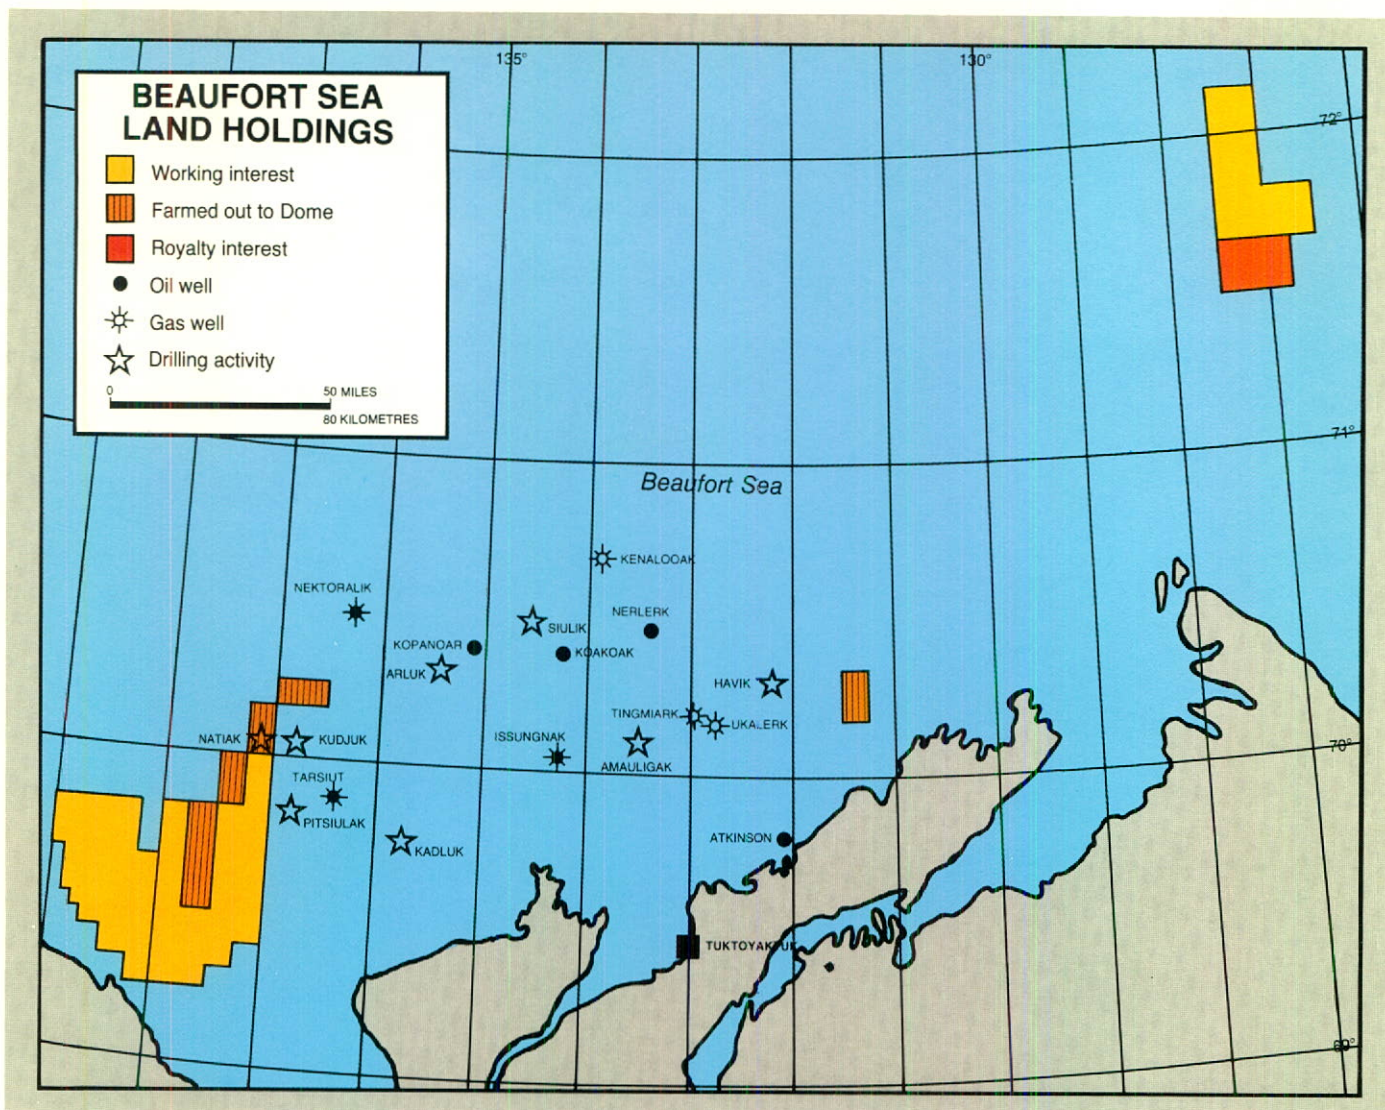 135°
130°
BEAUFORT SEA
LAND HOLDINGS
Working interest
Farmed out to Dome
Royalty interest
Oil well
Gas well
Drilling activity
0
50 MILES
80 KILOMETRES
72°
71°
Beaufort Sea
KENALOOAK
NEKTORALIK
NERLERK
SIULIK
KOPANOAR
KOAKOAK
ARLUK
HAVIK
TINGMIARK
UKALERK
NATIAK
KUDJUK
ISSUNGNAK
70°
AMAULIGAK
TARSIUT
PITSIULAK
ATKINSON
KADLUK
TUKTOYAKTUK
69°